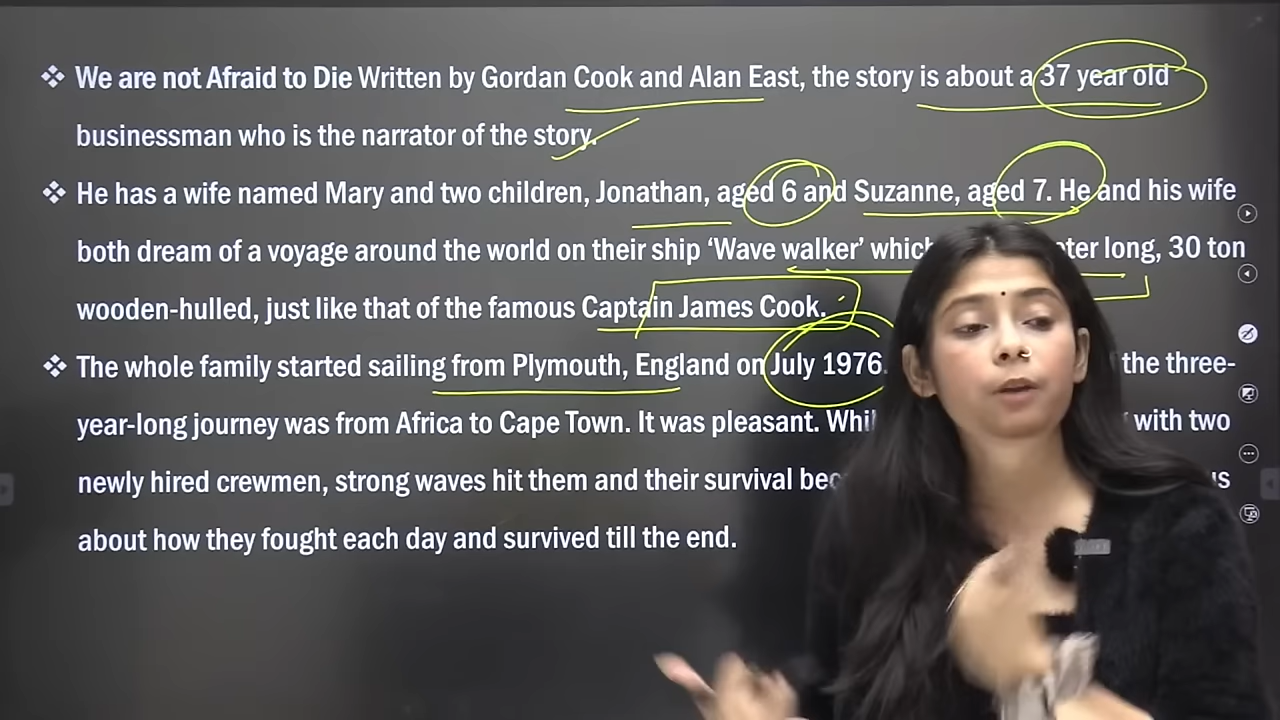 ❖ We are not Afraid to Die Written by Gordan Cook and Alan East, the story is about a 37 year old
businessman who is the narrator of the story.
❖ He has a wife named Mary and two children, Jonathan, aged 6 and Suzanne, aged 7. He and his wife
both dream of a voyage around the world on their ship ‘Wave walker’ which long, 30 ton
wooden-hulled, just like that of the famous Captain James Cook.
❖ The whole family started sailing from Plymouth, England on July 1976. the three-
year-long journey was from Africa to Cape Town. It was pleasant. with two
newly hired crewmen, strong waves hit them and their survival
about how they fought each day and survived till the end.